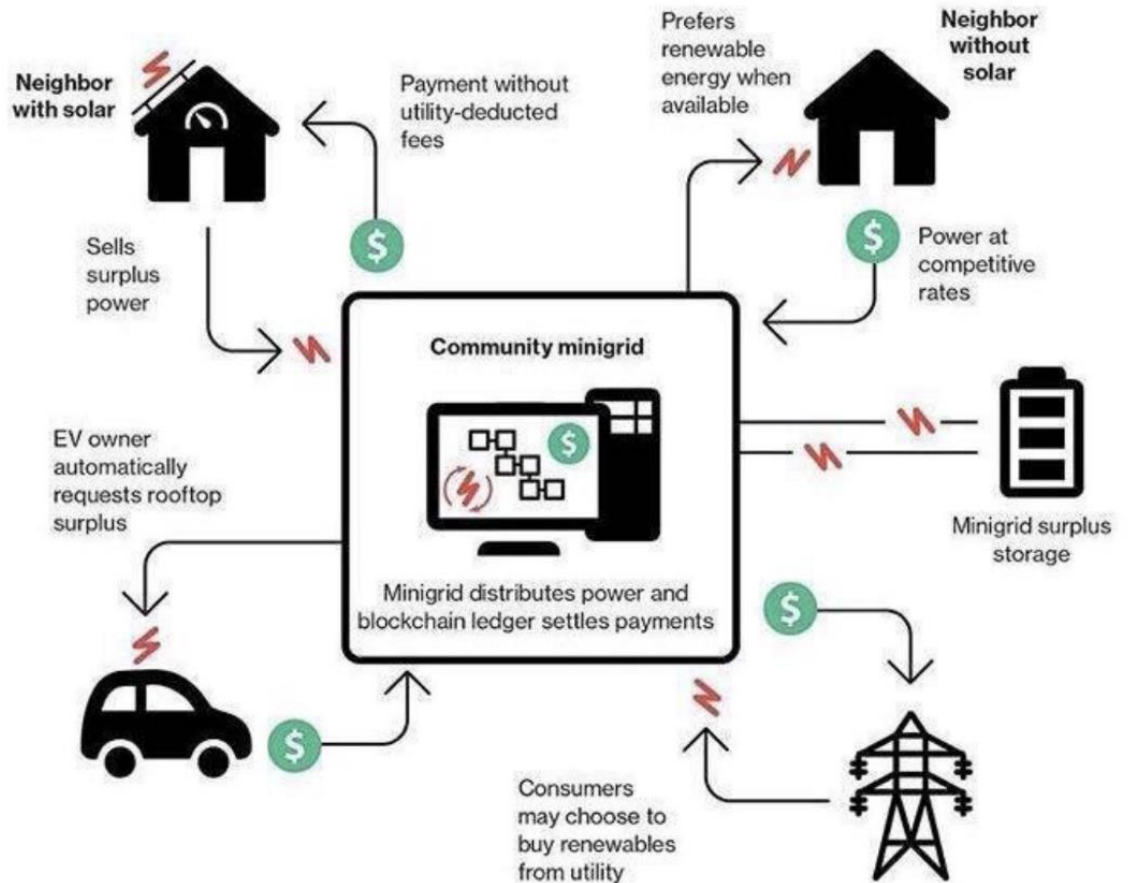 Neighbor
with solar
Payment without
utility-deducted
fees
Prefers
renewable
energy when
available
Neighbor
without
solar
Sells
surplus
power
$
$
Power at
competitive
rates
Community minigrid
$
EV owner
automatically
requests rooftop
surplus
Minigrid surplus
storage
Minigrid distributes power and
blockchain ledger settles payments
$
$
Consumers
may choose to
buy renewables
from utility